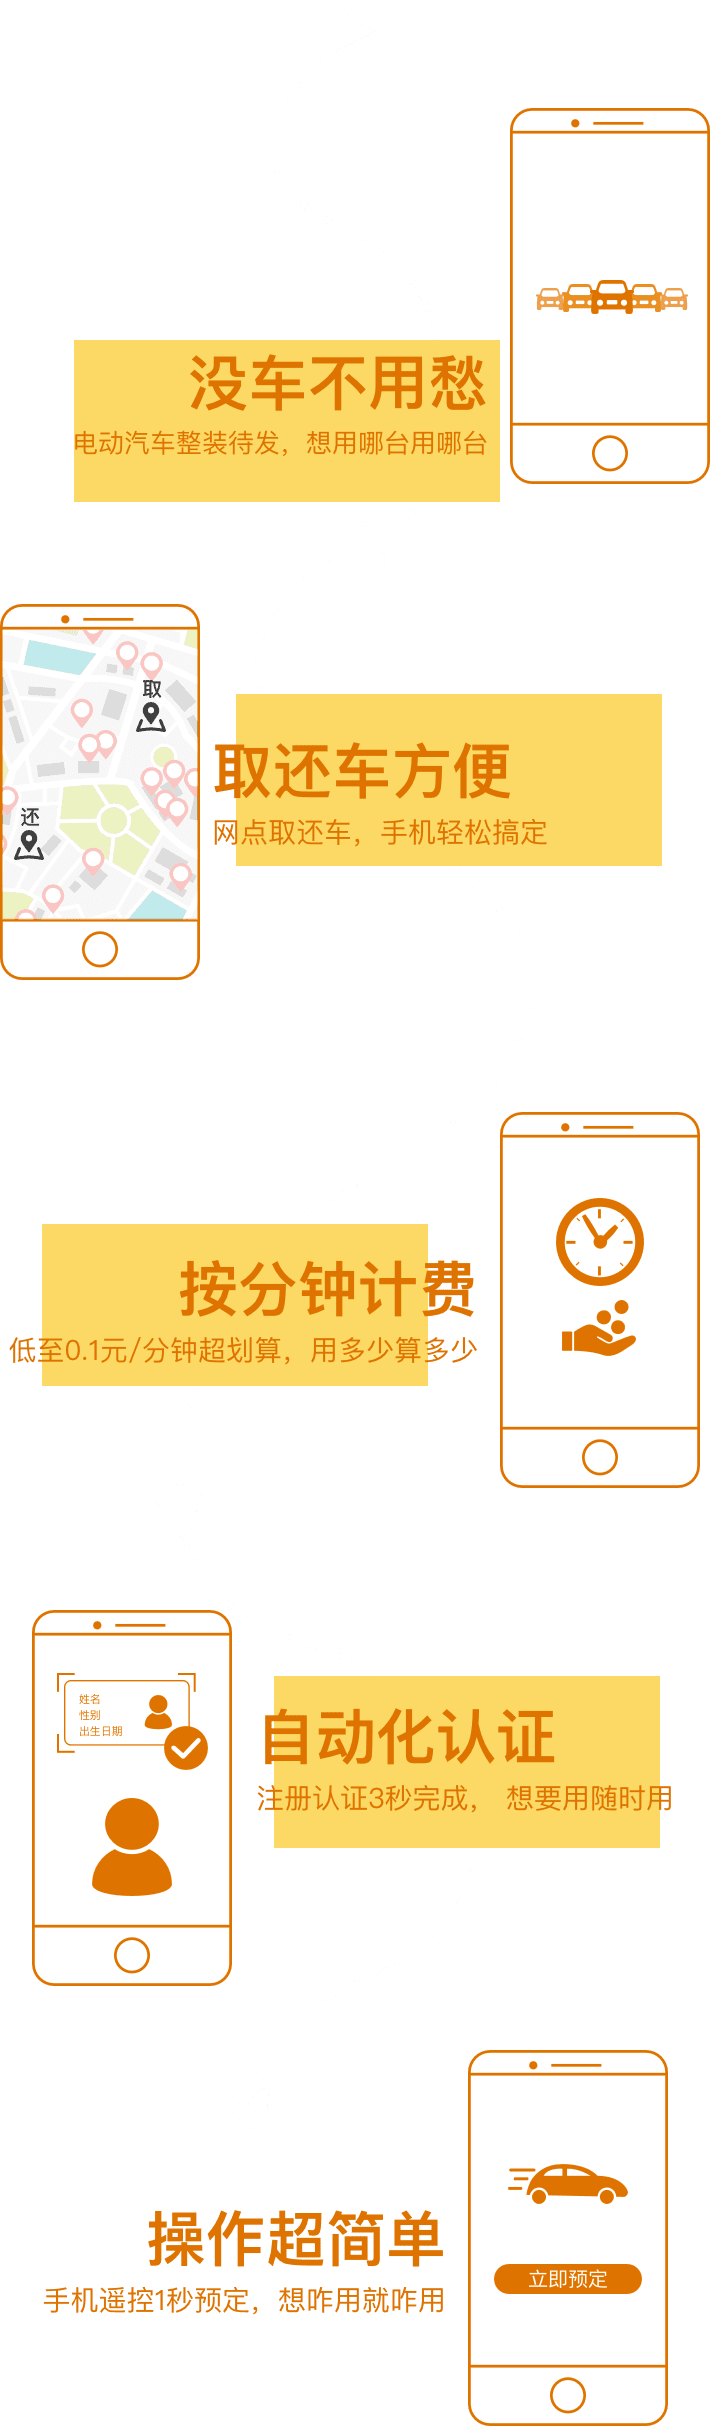 没车不用愁
电动汽车整装待发，想用哪台用哪台
取
还
取还车方便
网点取还车，手机轻松搞定
按分钟计费
低至0.1元/分钟超划算，用多少算多少
姓名
性别
出生日期
自动化认证
注册认证3秒完成， 想要用随时用
操作超简单
手机遥控1秒预定，想咋用就咋用
立即预定